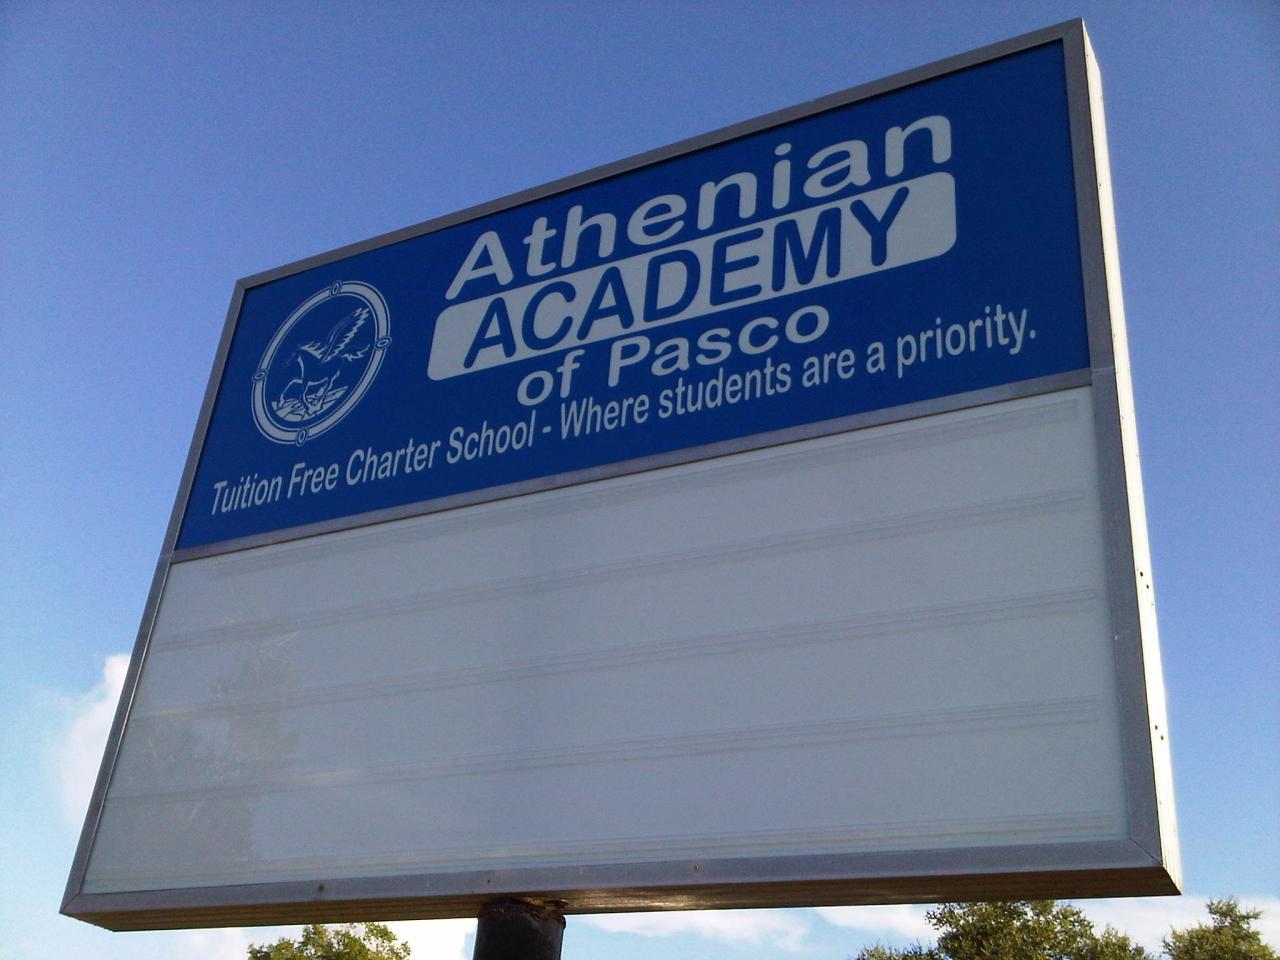 Athenian
ACADEMY
of Pasco
Tuition Free Charter School - Where students are a priority.